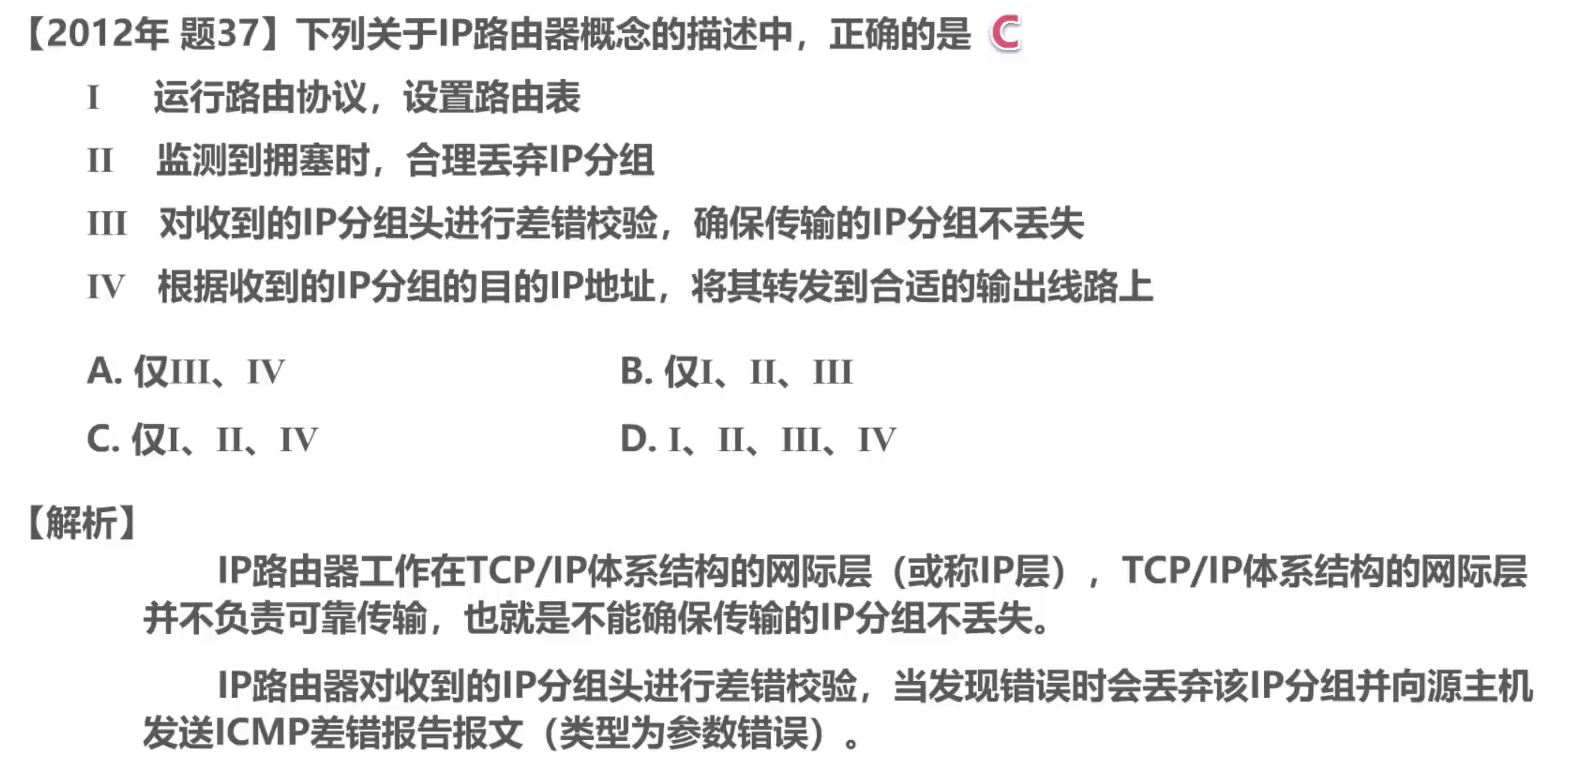 【2012年 题37】下列关于IP路由器概念的描述中，正确的是 C
I 运行路由协议，设置路由表
II 监测到拥塞时，合理丢弃IP分组
III 对收到的IP分组头进行差错校验，确保传输的IP分组不丢失
IV 根据收到的IP分组的目的IP地址，将其转发到合适的输出线路上
A. 仅III、IV B. 仅I、II、III
C. 仅I、II、IV D. I、II、III、IV
【解析】
IP路由器工作在TCP/IP体系结构的网际层（或称IP层），TCP/IP体系结构的网际层
并不负责可靠传输，也就是不能确保传输的IP分组不丢失。
IP路由器对收到的IP分组头进行差错校验，当发现错误时会丢弃该IP分组并向源主机
发送ICMP差错报告报文（类型为参数错误）。